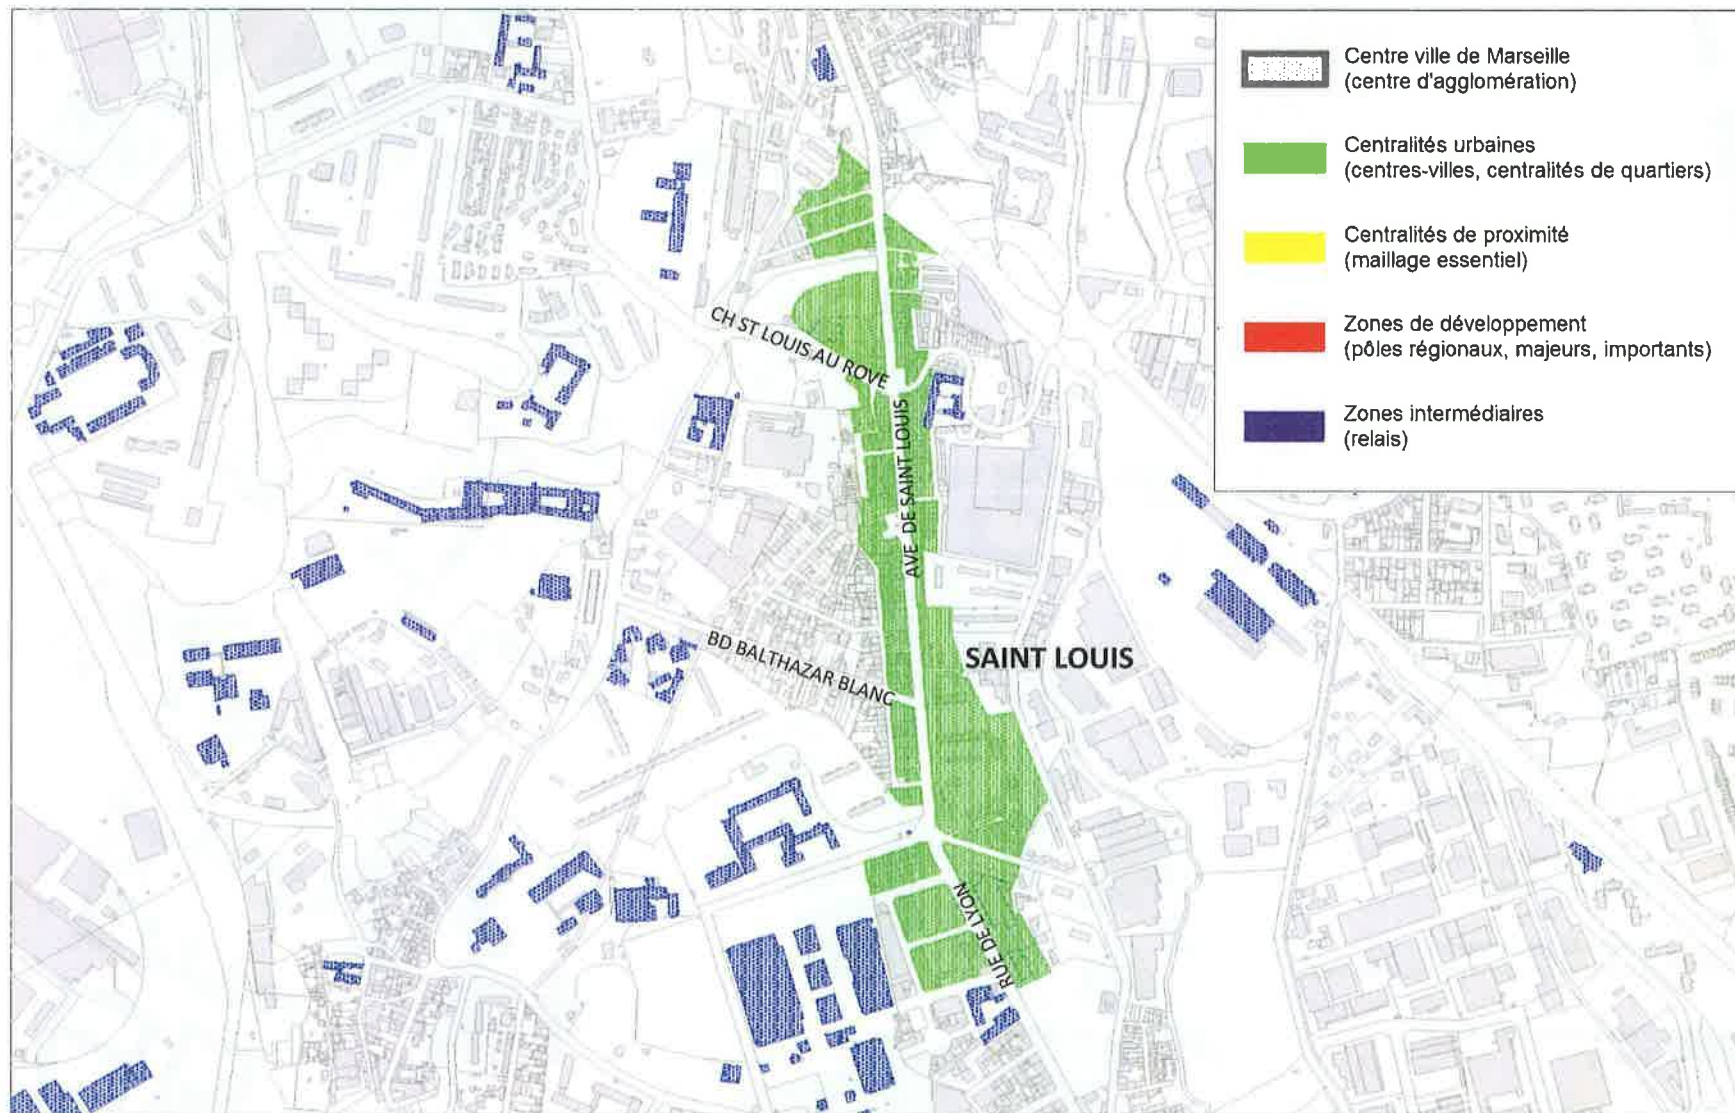 Centre ville de Marseille
(centre d'agglomération)
Centralités urbaines
(centres-villes, centralités de quartiers)
Centralités de proximité
(maillage essentiel)
Zones de développement
(pôles régionaux, majeurs, importants)
Zones intermédiaires
(relais)
CH ST LOUIS AU ROVE
AVE DE SAINT LOUIS
SAINT LOUIS
BD BALTHAZAR BLANC
RUE DE LYON